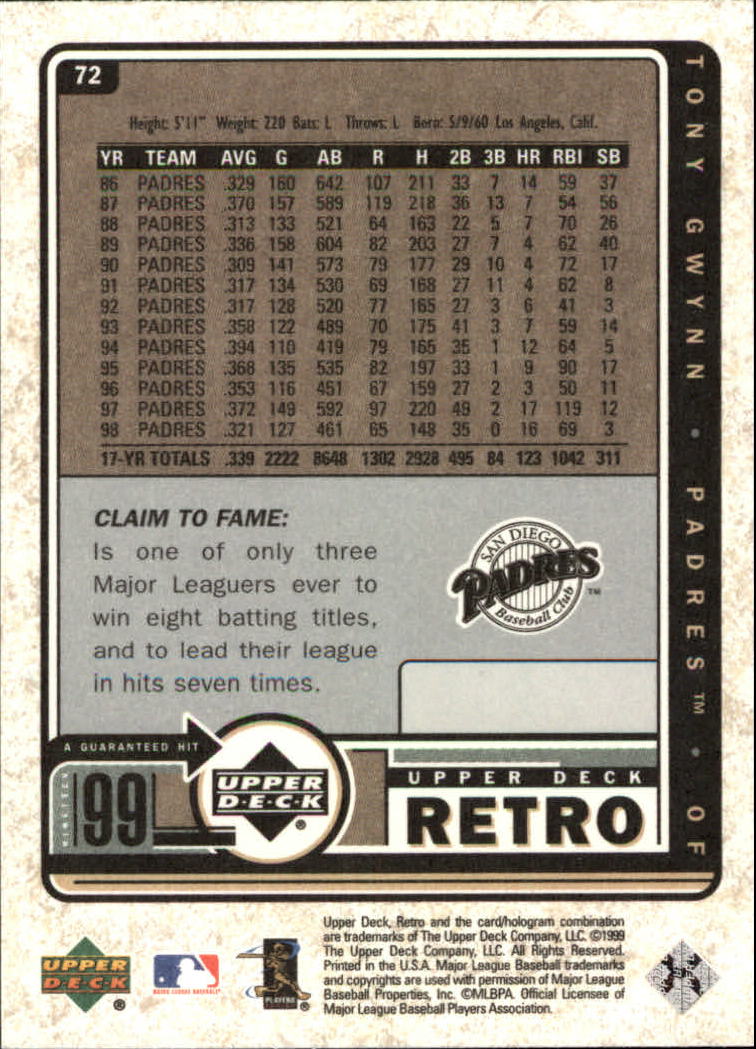 72
Height: 5'11" Weight: 220 Bats: L Throws: L Born: 5/9/60 Los Angeles, Calif.
YR TEAM AVG G AB R H 2B 3B HR RBI SB
86 PADRES .329 160 642 107 211 33 7 14 59 37
87 PADRES .370 157 589 119 218 36 13 7 54 56
88 PADRES .313 133 521 64 163 22 5 7 70 26
89 PADRES .336 158 604 82 203 27 7 4 62 40
90 PADRES .309 141 573 79 177 29 10 4 72 17
91 PADRES .317 134 530 69 168 27 11 4 62 8
92 PADRES .317 128 520 77 165 27 3 6 41 3
93 PADRES .358 122 489 70 175 41 3 7 59 14
94 PADRES .394 110 419 79 165 35 1 12 64 5
95 PADRES .368 135 535 82 197 33 1 9 90 17
96 PADRES .353 116 451 67 159 27 2 3 50 11
97 PADRES .372 149 592 97 220 49 2 17 119 12
98 PADRES .321 127 461 65 148 35 0 16 69 3
17-YR TOTALS .339 2222 8648 1302 2928 495 84 123 1042 311
TONY GWYNN • PADRES™ • OF
CLAIM TO FAME:
Is one of only three
Major Leaguers ever to
win eight batting titles,
and to lead their league
in hits seven times.
SAN DIEGO
PADRES™
Baseball Club
A GUARANTEED HIT
NINETEEN
99
UPPER
D·E·C·K®
UPPER DECK
RETRO
UPPER
DECK®
MAJOR LEAGUE BASEBALL
PLAYERS
Upper Deck, Retro and the card/hologram combination
are trademarks of The Upper Deck Company, LLC. ©1999
The Upper Deck Company, LLC. All Rights Reserved.
Printed in the U.S.A. Major League Baseball trademarks
and copyrights are used with permission of Major League
Baseball Properties, Inc. ©MLBPA. Official Licensee of
Major League Baseball Players Association.